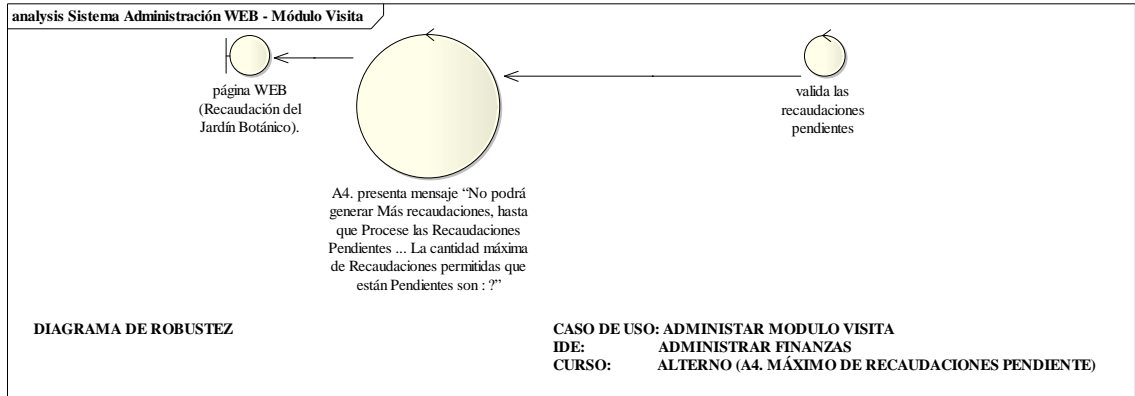 analysis Sistema Administración WEB - Módulo Visita
página WEB
(Recaudación del
Jardín Botánico).
valida las
recaudaciones
pendientes
A4. presenta mensaje “No podrá
generar Más recaudaciones, hasta
que Procese las Recaudaciones
Pendientes ... La cantidad máxima
de Recaudaciones permitidas que
están Pendientes son : ?”
DIAGRAMA DE ROBUSTEZ
CASO DE USO: ADMINISTAR MODULO VISITA
IDE: ADMINISTRAR FINANZAS
CURSO: ALTERNO (A4. MÁXIMO DE RECAUDACIONES PENDIENTE)